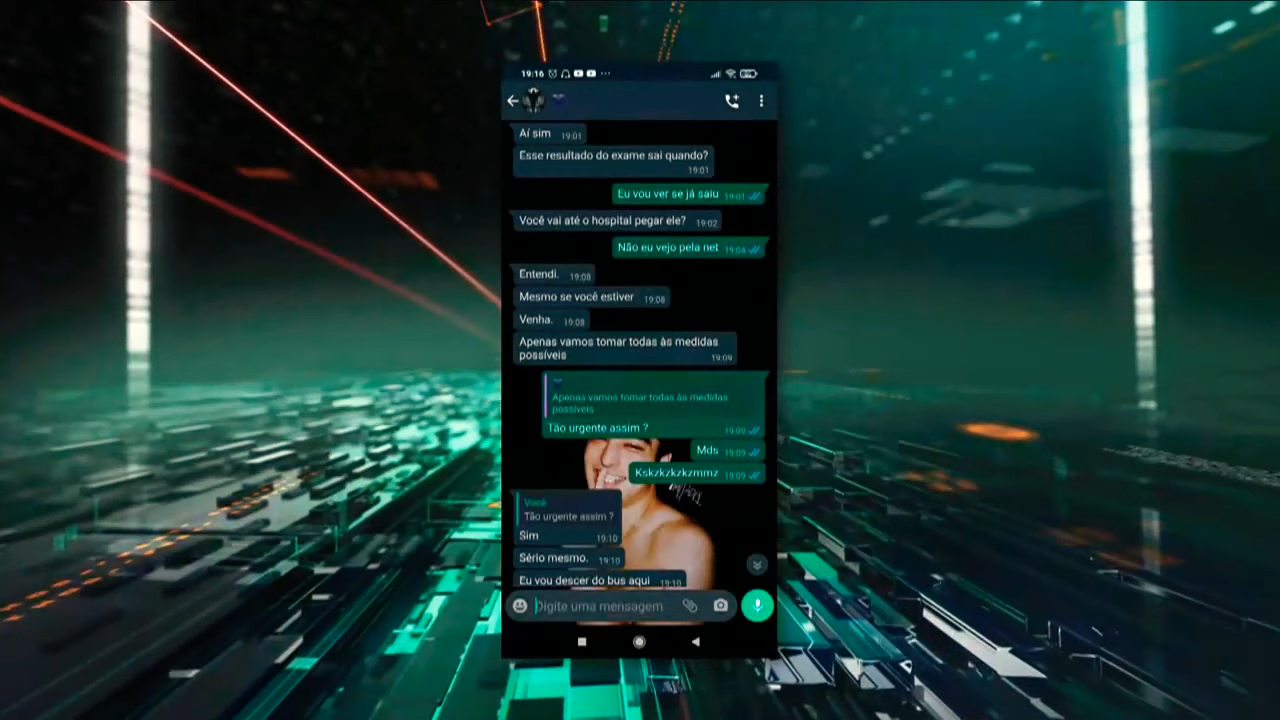 19:16
Aí sim 19:01
Esse resultado do exame sai quando?
19:01
Eu vou ver se já saiu 19:01
Você vai até o hospital pegar ele? 19:02
Não eu vejo pela net 19:04
Entendi. 19:08
Mesmo se você estiver 19:08
Venha. 19:08
Apenas vamos tomar todas às medidas
possíveis 19:09
Apenas vamos tomar todas às medidas
possíveis
Tão urgente assim ? 19:09
Mds 19:09
Kskzkzkzkzmmz 19:09
Você
Tão urgente assim ?
Sim 19:10
Sério mesmo. 19:10
Eu vou descer do bus aqui 19:10
Digite uma mensagem